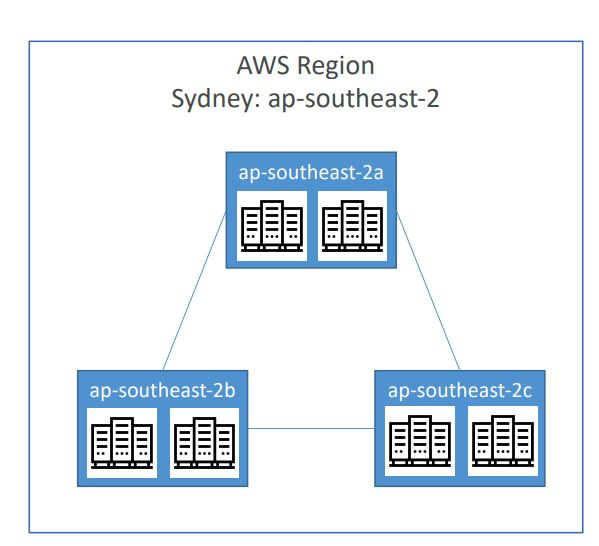 AWS Region
Sydney: ap-southeast-2
ap-southeast-2a
ap-southeast-2b
ap-southeast-2c